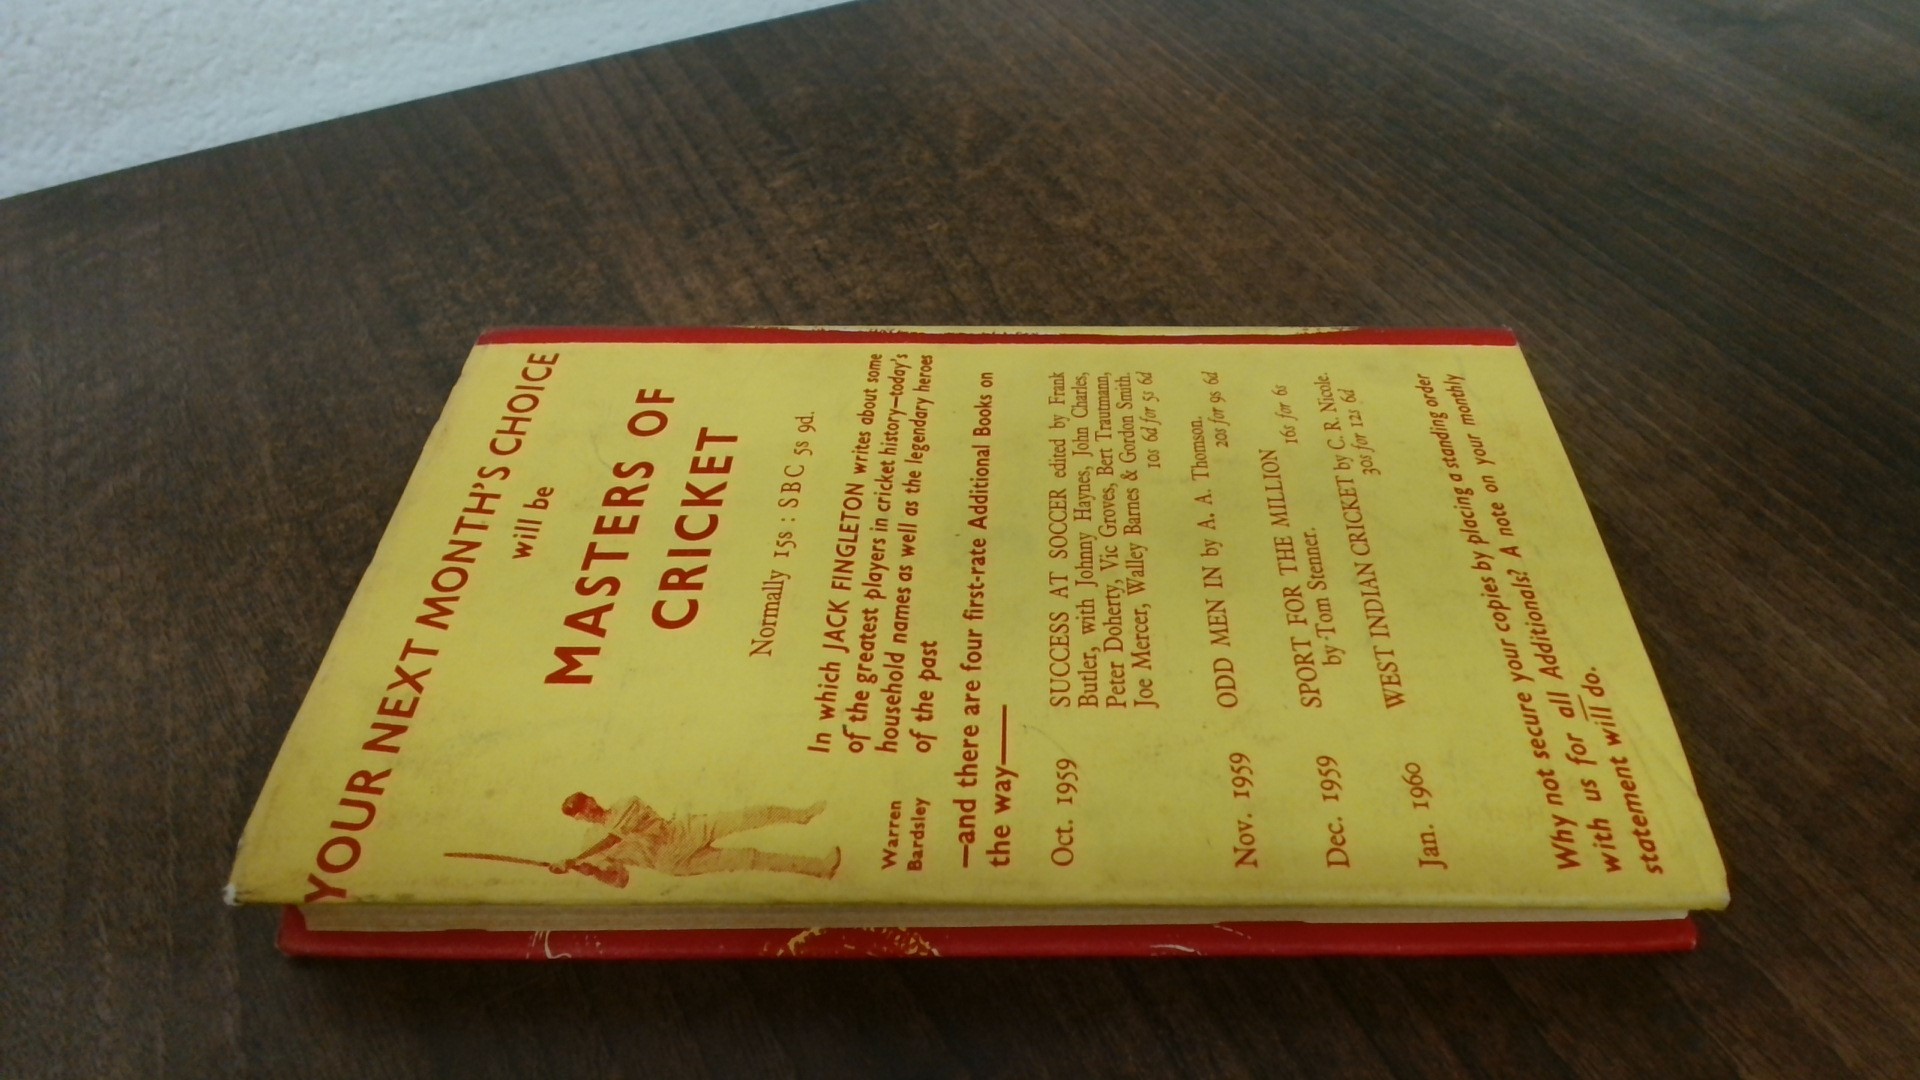 YOUR NEXT MONTH'S CHOICE
will be
MASTERS OF
CRICKET
Normally 15s : SBC 5s 9d.
In which JACK FINGLETON writes about some
of the greatest players in cricket history—today's
household names as well as the legendary heroes
of the past
Warren
Bardsley
—and there are four first-rate Additional Books on
the way—
Oct. 1959 SUCCESS AT SOCCER edited by Frank
Butler, with Johnny Haynes, John Charles,
Peter Doherty, Vic Groves, Bert Trautmann,
Joe Mercer, Walley Barnes & Gordon Smith.
10s 6d for 5s 6d
Nov. 1959 ODD MEN IN by A. A. Thomson.
20s for 9s 6d
Dec. 1959 SPORT FOR THE MILLION
by Tom Stenner. 16s for 6s
Jan. 1960 WEST INDIAN CRICKET by C. R. Nicole.
30s for 12s 6d
Why not secure your copies by placing a standing order
with us for all Additionals? A note on your monthly
statement will do.